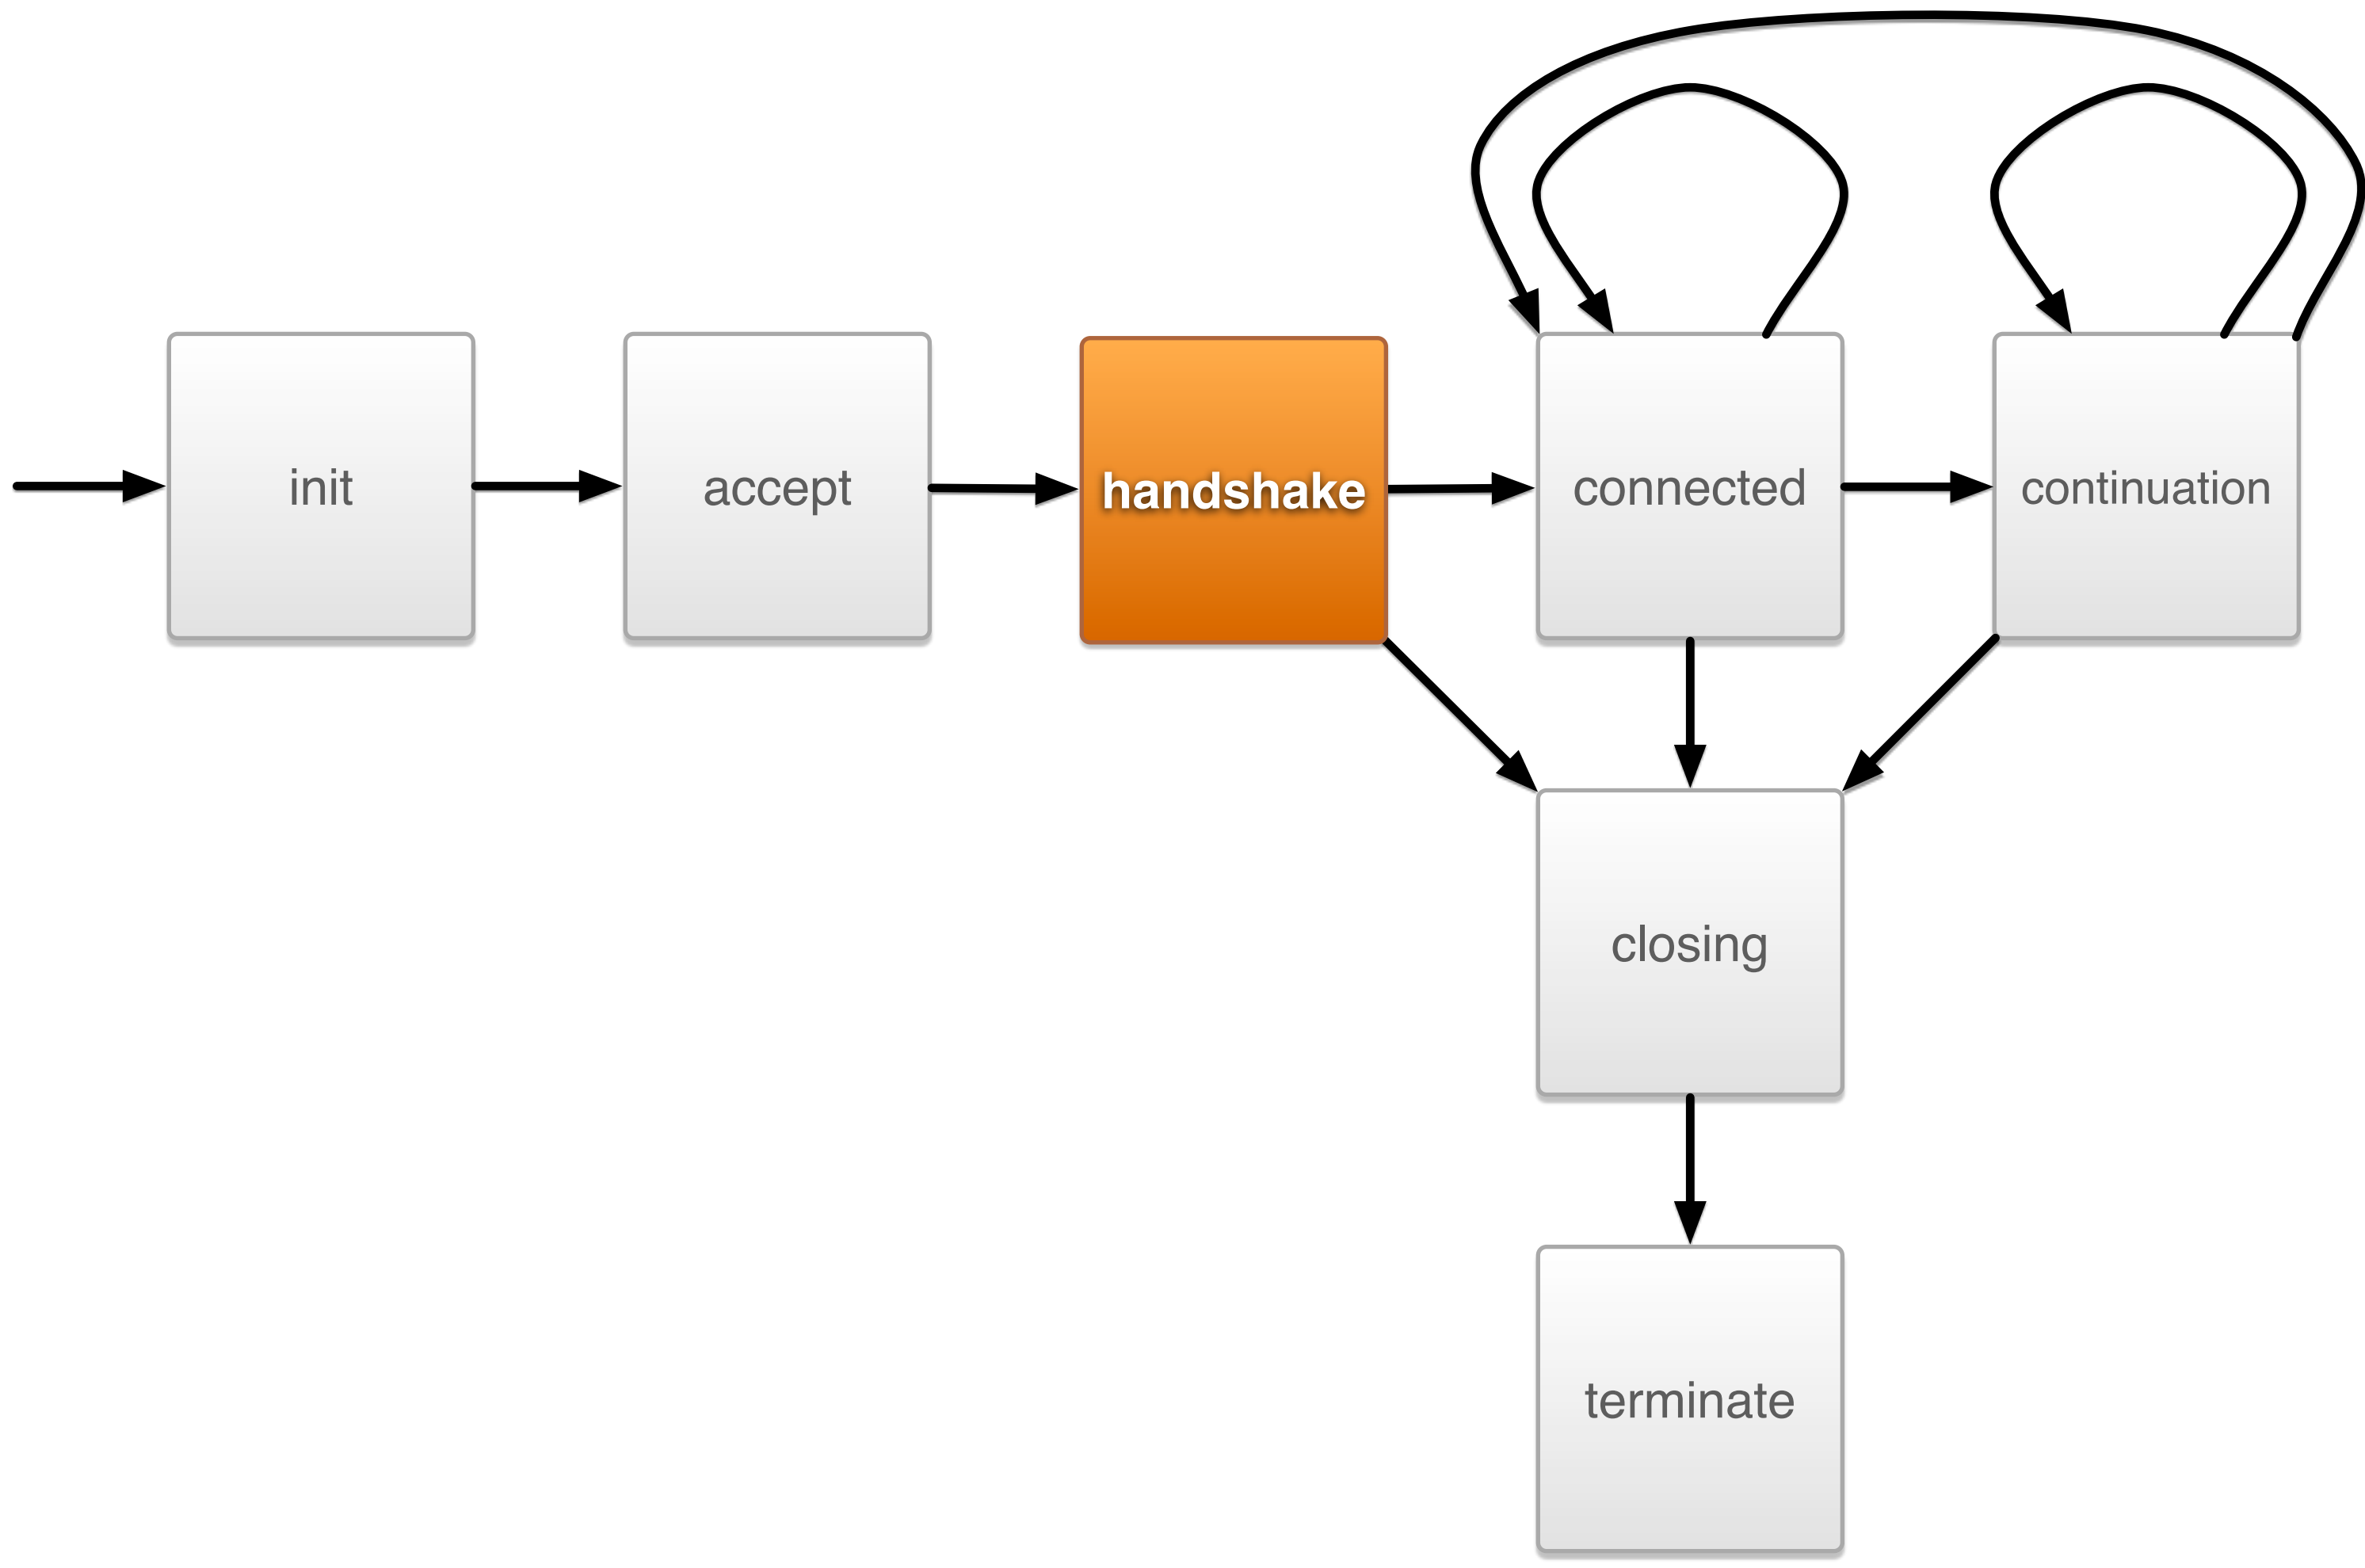 init
accept
handshake
connected
continuation
closing
terminate